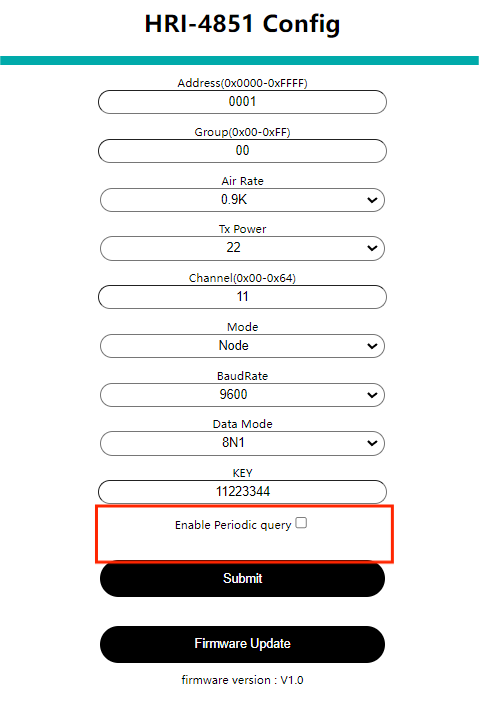 HRI-4851 Config
Address(0x0000-0xFFFF)
0001
Group(0x00-0xFF)
00
Air Rate
0.9K
Tx Power
22
Channel(0x00-0x64)
11
Mode
Node
BaudRate
9600
Data Mode
8N1
KEY
11223344
Enable Periodic query
Submit
Firmware Update
firmware version : V1.0